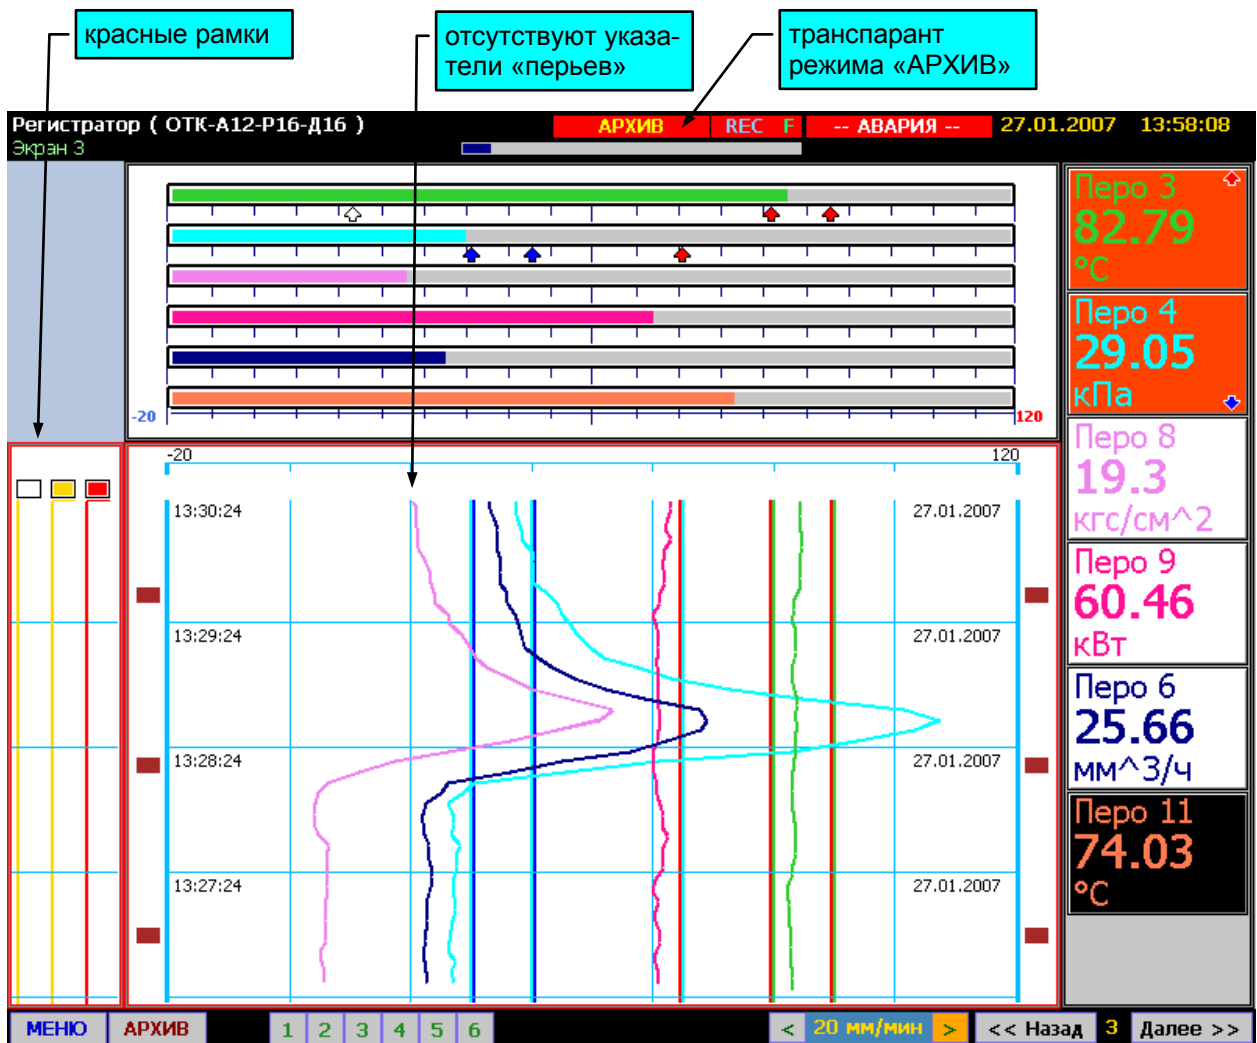 красные рамки
отсутствуют указа-
тели «перьев»
транспарант
режима «АРХИВ»
Регистратор ( ОТК-А12-Р16-Д16 )
АРХИВ
REC F
-- АВАРИЯ --
27.01.2007 13:58:08
Экран 3
-20
120
Перо 3
82.79
°C
Перо 4
29.05
кПа
Перо 8
19.3
кгс/см^2
Перо 9
60.46
кВт
Перо 6
25.66
мм^3/ч
Перо 11
74.03
°C
-20
120
13:30:24 27.01.2007
13:29:24 27.01.2007
13:28:24 27.01.2007
13:27:24 27.01.2007
МЕНЮ АРХИВ 1 2 3 4 5 6 < 20 мм/мин > << Назад 3 Далее >>